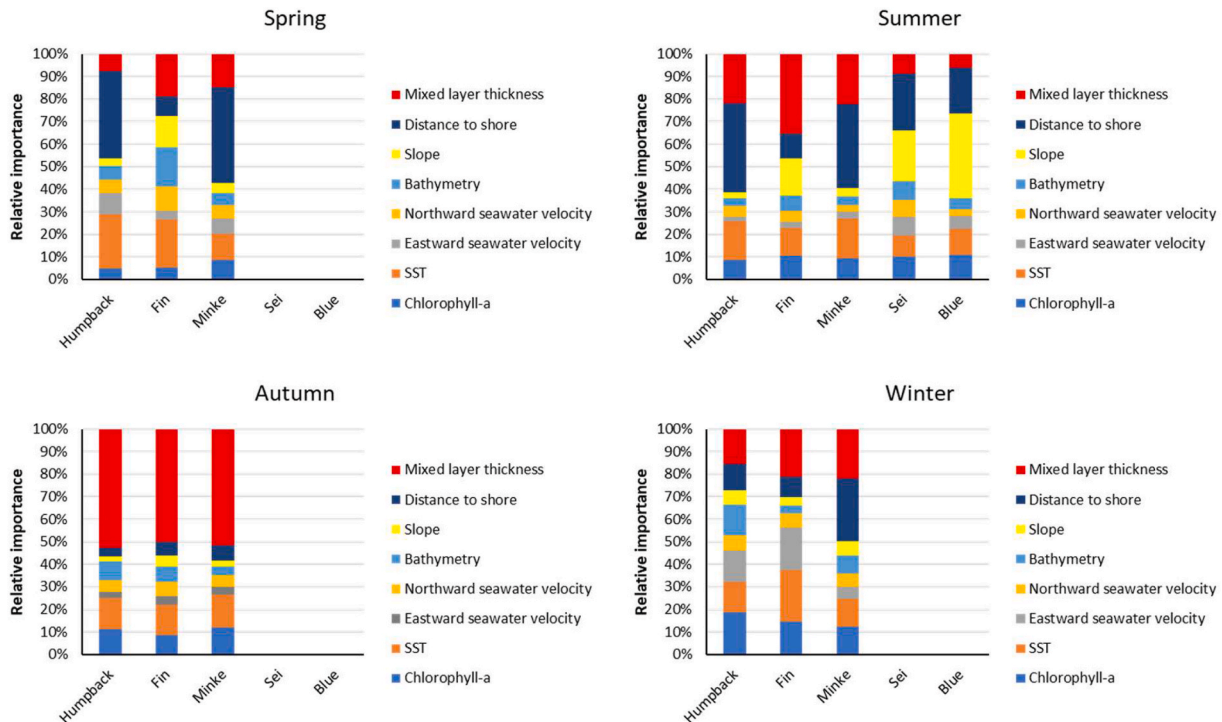 Spring
Relative importance
100%
90%
80%
70%
60%
50%
40%
30%
20%
10%
0%
Humpback
Fin
Minke
Sei
Blue
Mixed layer thickness
Distance to shore
Slope
Bathymetry
Northward seawater velocity
Eastward seawater velocity
SST
Chlorophyll-a
Summer
Relative importance
100%
90%
80%
70%
60%
50%
40%
30%
20%
10%
0%
Humpback
Fin
Minke
Sei
Blue
Mixed layer thickness
Distance to shore
Slope
Bathymetry
Northward seawater velocity
Eastward seawater velocity
SST
Chlorophyll-a
Autumn
Relative importance
100%
90%
80%
70%
60%
50%
40%
30%
20%
10%
0%
Humpback
Fin
Minke
Sei
Blue
Mixed layer thickness
Distance to shore
Slope
Bathymetry
Northward seawater velocity
Eastward seawater velocity
SST
Chlorophyll-a
Winter
Relative importance
100%
90%
80%
70%
60%
50%
40%
30%
20%
10%
0%
Humpback
Fin
Minke
Sei
Blue
Mixed layer thickness
Distance to shore
Slope
Bathymetry
Northward seawater velocity
Eastward seawater velocity
SST
Chlorophyll-a